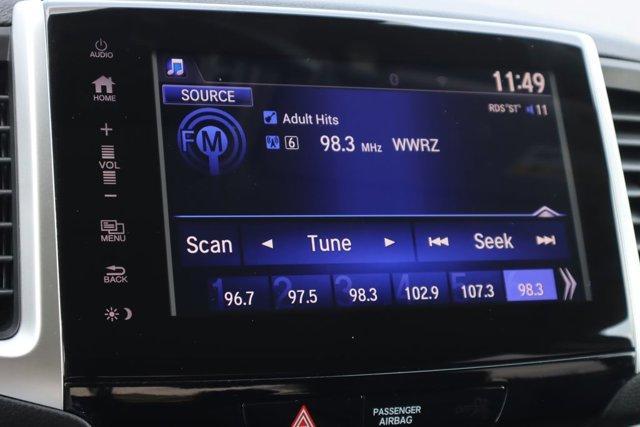 AUDIO
HOME
+
VOL
−
MENU
BACK
11:49
SOURCE
RDS "ST" 11
FM
Adult Hits
6 98.3 MHz WWRZ
Scan Tune Seek
1 96.7 2 97.5 3 98.3 4 102.9 5 107.3 98.3
PASSENGER
AIRBAG